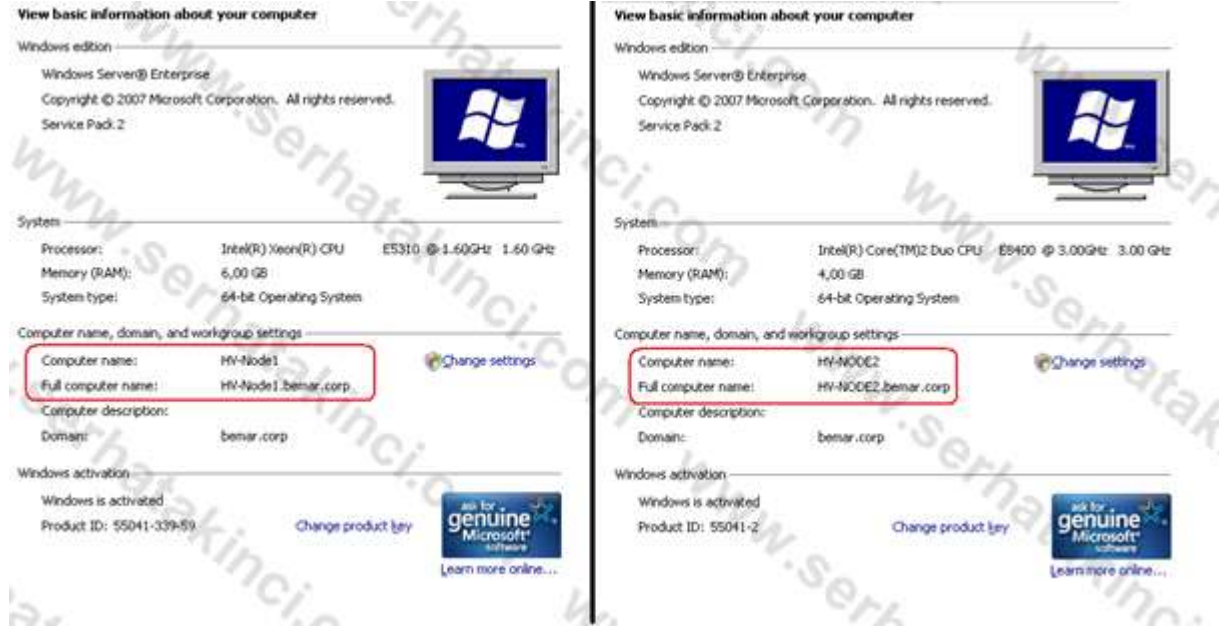 View basic information about your computer
Windows edition
Windows Server® Enterprise
Copyright © 2007 Microsoft Corporation. All rights reserved.
Service Pack 2
System
Processor: Intel(R) Xeon(R) CPU E5310 @ 1.60GHz 1.60 GHz
Memory (RAM): 6,00 GB
System type: 64-bit Operating System
Computer name, domain, and workgroup settings
Computer name: HV-Node1 Change settings
Full computer name: HV-Node1.bemar.corp
Computer description:
Domain: bemar.corp
Windows activation
Windows is activated
Product ID: 55041-339-59 Change product key
ask for
genuine
Microsoft
software
Learn more online...
View basic information about your computer
Windows edition
Windows Server® Enterprise
Copyright © 2007 Microsoft Corporation. All rights reserved.
Service Pack 2
System
Processor: Intel(R) Core(TM)2 Duo CPU E8400 @ 3.00GHz 3.00 GHz
Memory (RAM): 4,00 GB
System type: 64-bit Operating System
Computer name, domain, and workgroup settings
Computer name: HV-NODE2 Change settings
Full computer name: HV-NODE2.bemar.corp
Computer description:
Domain: bemar.corp
Windows activation
Windows is activated
Product ID: 55041-2 Change product key
ask for
genuine
Microsoft
software
Learn more online...
www.serhatakinci.com